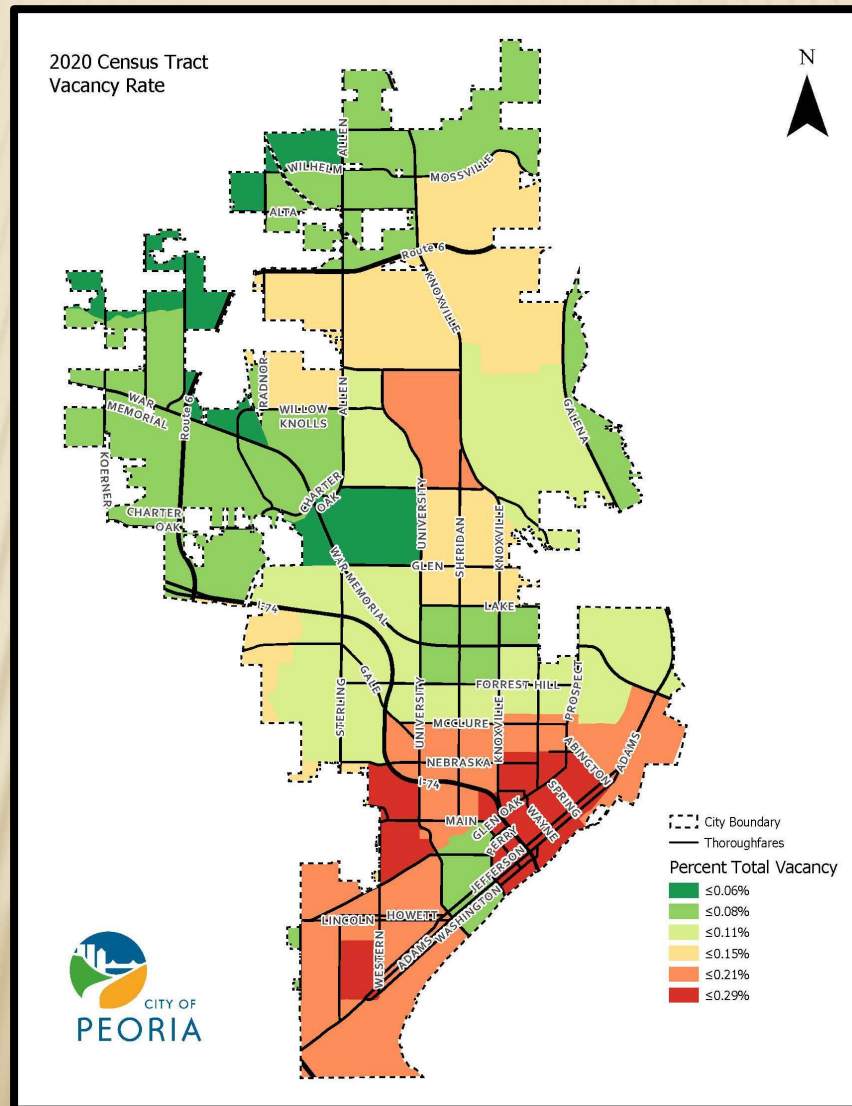 2020 Census Tract
Vacancy Rate
N
ALLEN
WILHELM
MOSSVILLE
ALTA
Route 6
KNOXVILLE
RADNOR
ALLEN
WAR
MEMORIAL
Route 6
WILLOW
KNOLLS
GALENA
KOERNER
CHARTER
OAK
CHARTER
OAK
UNIVERSITY
SHERIDAN
KNOXVILLE
WAR MEMORIAL
GLEN
I-74
LAKE
GALE
STERLING
UNIVERSITY
FORREST HILL
PROSPECT
KNOXVILLE
MCCLURE
NEBRASKA
ABINGTON
ADAMS
I-74
SPRING
GLEN OAK
WAYNE
MAIN
PERRY
JEFFERSON
WASHINGTON
LINCOLN
HOWETT
WESTERN
ADAMS
City Boundary
Thoroughfares
Percent Total Vacancy
≤0.06%
≤0.08%
≤0.11%
≤0.15%
≤0.21%
≤0.29%
CITY OF
PEORIA